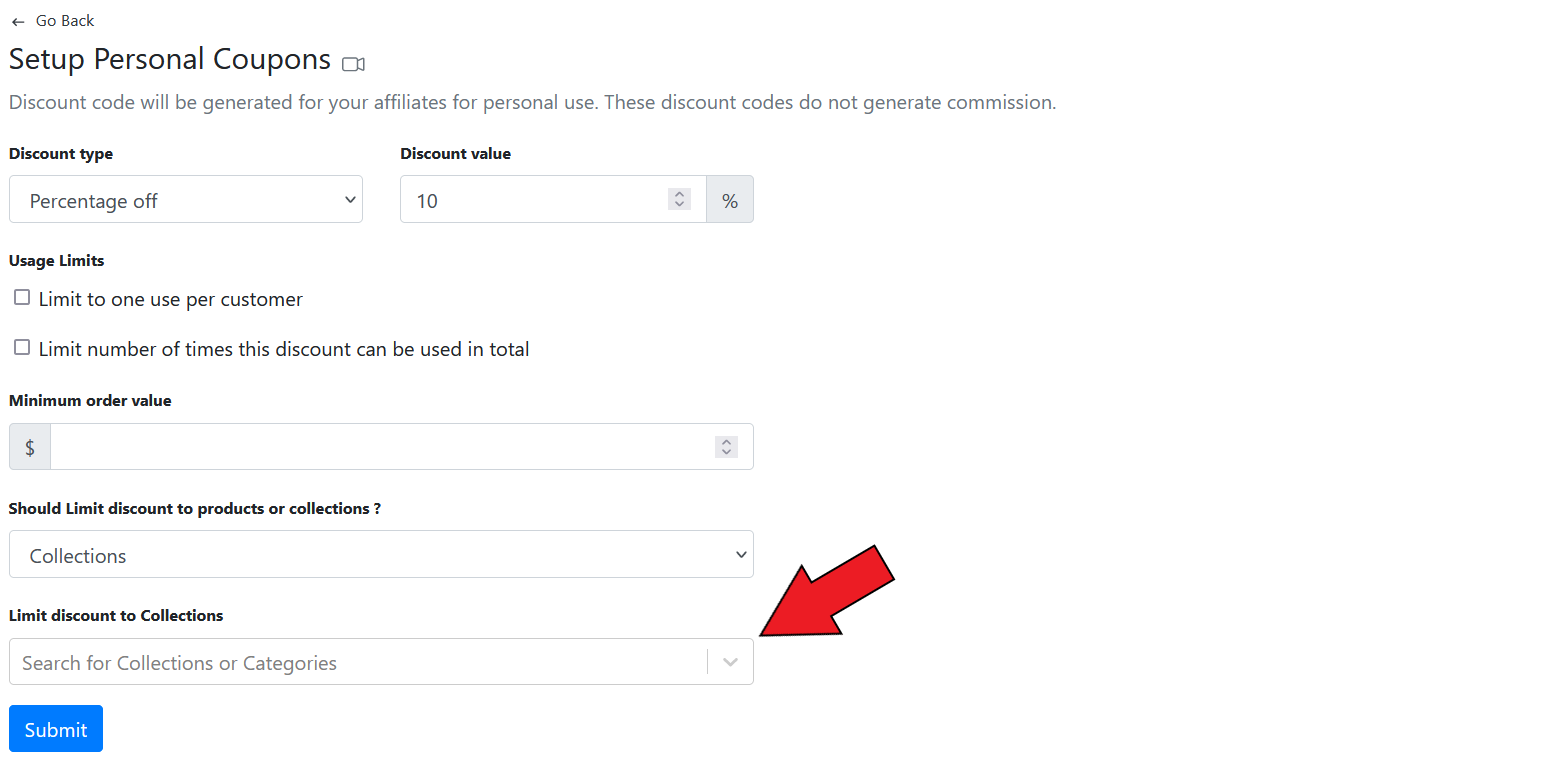 ← Go Back
Setup Personal Coupons
Discount code will be generated for your affiliates for personal use. These discount codes do not generate commission.
Discount type Discount value
Percentage off 10 %
Usage Limits
Limit to one use per customer
Limit number of times this discount can be used in total
Minimum order value
$
Should Limit discount to products or collections ?
Collections
Limit discount to Collections
Search for Collections or Categories
Submit